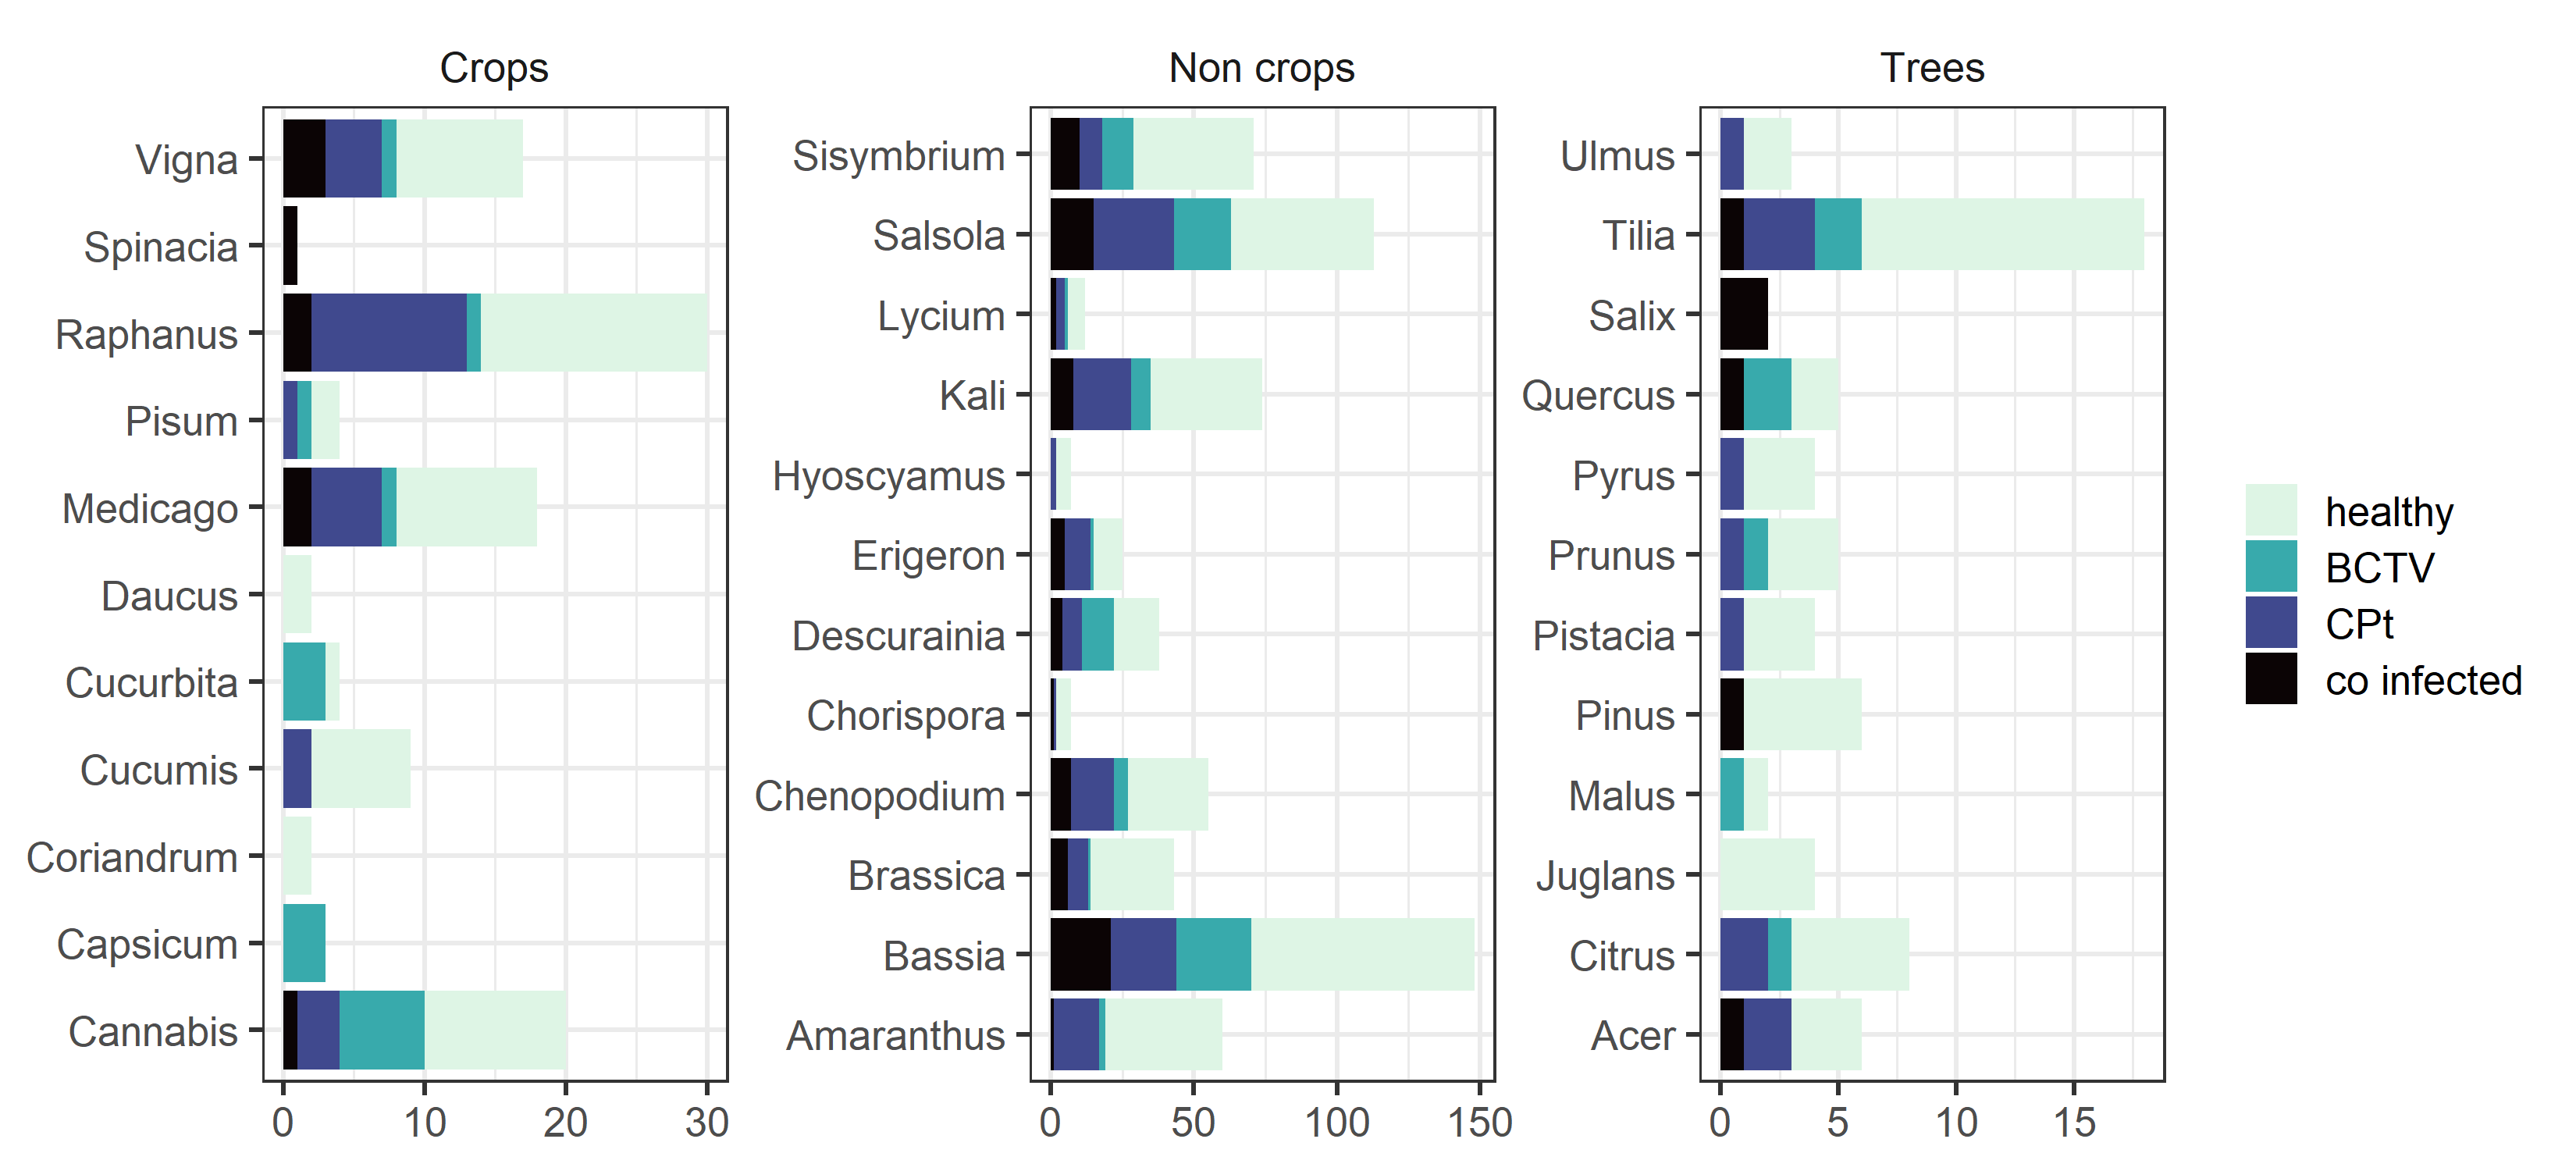 Crops
Vigna
Spinacia
Raphanus
Pisum
Medicago
Daucus
Cucurbita
Cucumis
Coriandrum
Capsicum
Cannabis
0 10 20 30
Non crops
Sisymbrium
Salsola
Lycium
Kali
Hyoscyamus
Erigeron
Descurainia
Chorispora
Chenopodium
Brassica
Bassia
Amaranthus
0 50 100 150
Trees
Ulmus
Tilia
Salix
Quercus
Pyrus
Prunus
Pistacia
Pinus
Malus
Juglans
Citrus
Acer
0 5 10 15
healthy
BCTV
CPt
co infected